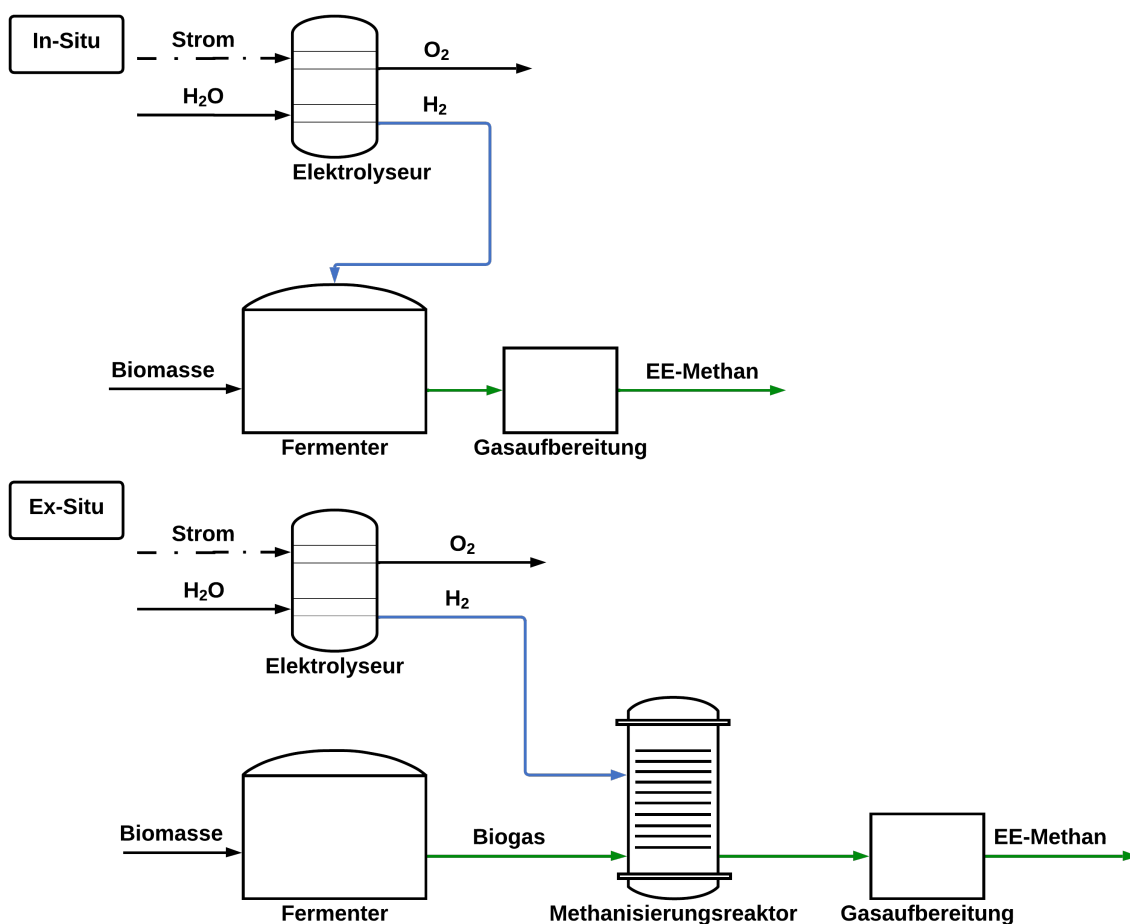 In-Situ
Strom
O₂
H₂O
H₂
Elektrolyseur
Biomasse
EE-Methan
Fermenter
Gasaufbereitung
Ex-Situ
Strom
O₂
H₂O
H₂
Elektrolyseur
Biomasse
Biogas
EE-Methan
Fermenter
Methanisierungsreaktor
Gasaufbereitung